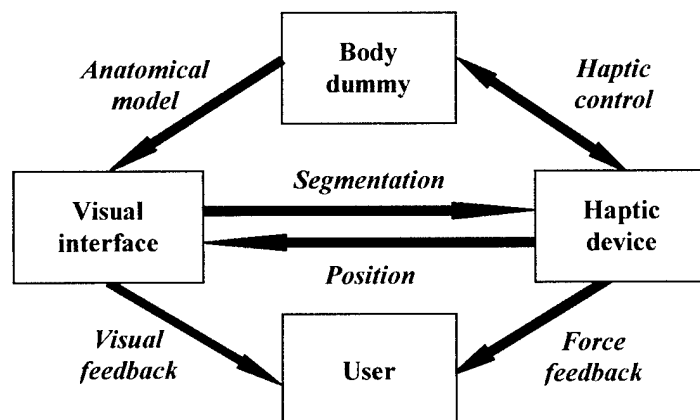 Body
dummy
Anatomical
model
Haptic
control
Segmentation
Visual
interface
Haptic
device
Position
Visual
feedback
User
Force
feedback